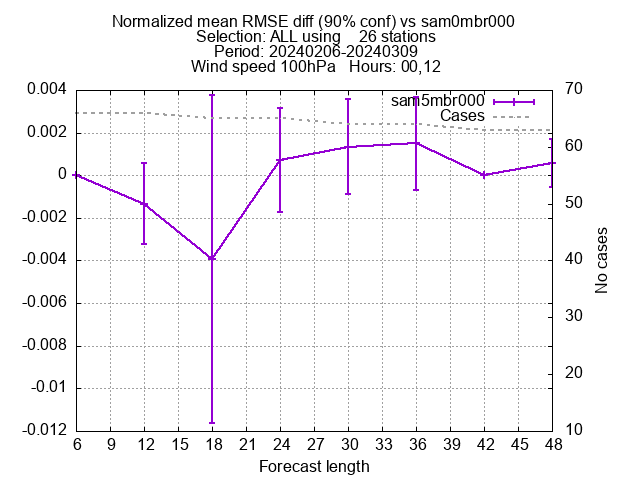 Normalized mean RMSE diff (90% conf) vs sam0mbr000
Selection: ALL using    26 stations
Period: 20240206-20240309
Wind speed 100hPa   Hours: 00,12
sam5mbr000
Cases
0.004
0.002
0
-0.002
-0.004
-0.006
-0.008
-0.01
-0.012
70
60
50
40
30
20
10
No cases
6 9 12 15 18 21 24 27 30 33 36 39 42 45 48
Forecast length